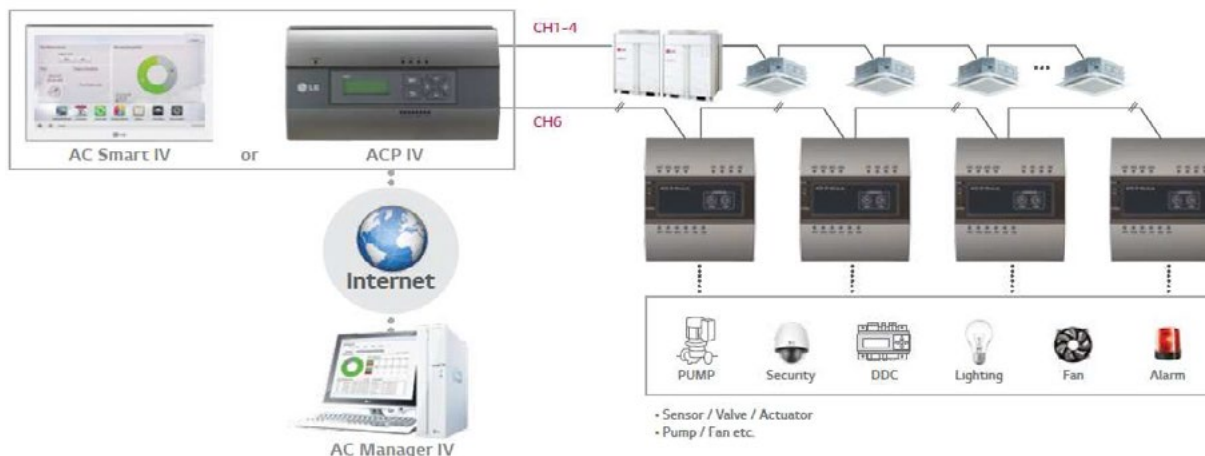 CH1-4
LG
CH6
AC Smart IV
or
ACP IV
Internet
AC Manager IV
PUMP
Security
DDC
Lighting
Fan
Alarm
• Sensor / Valve / Actuator
• Pump / Fan etc.